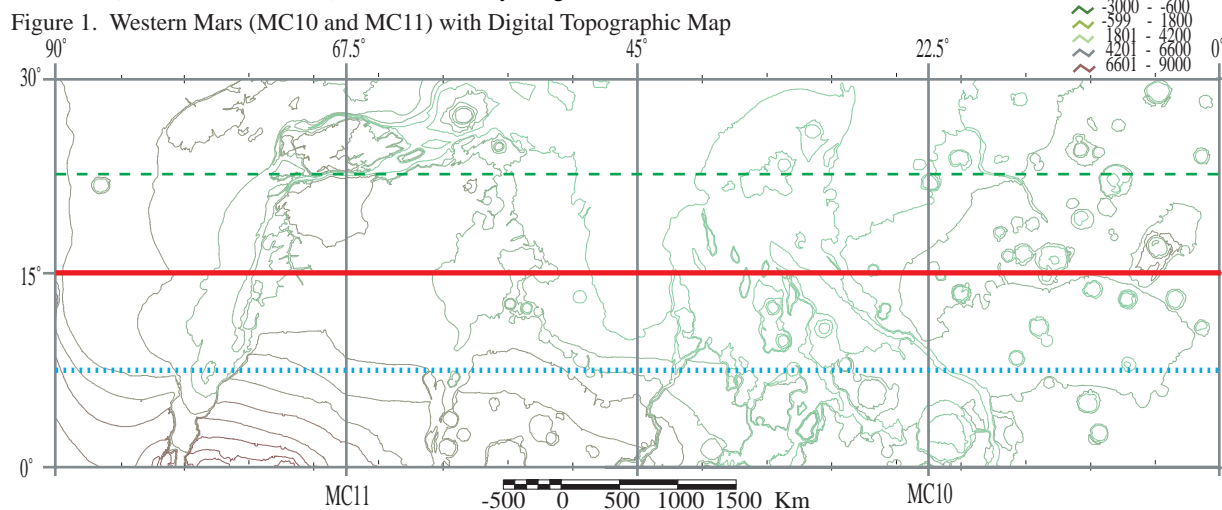 Figure 1. Western Mars (MC10 and MC11) with Digital Topographic Map
-3000 - -600
-599 - 1800
1801 - 4200
4201 - 6600
6601 - 9000
90° 67.5° 45° 22.5° 0°
30°
15°
0°
MC11 MC10
-500 0 500 1000 1500 Km